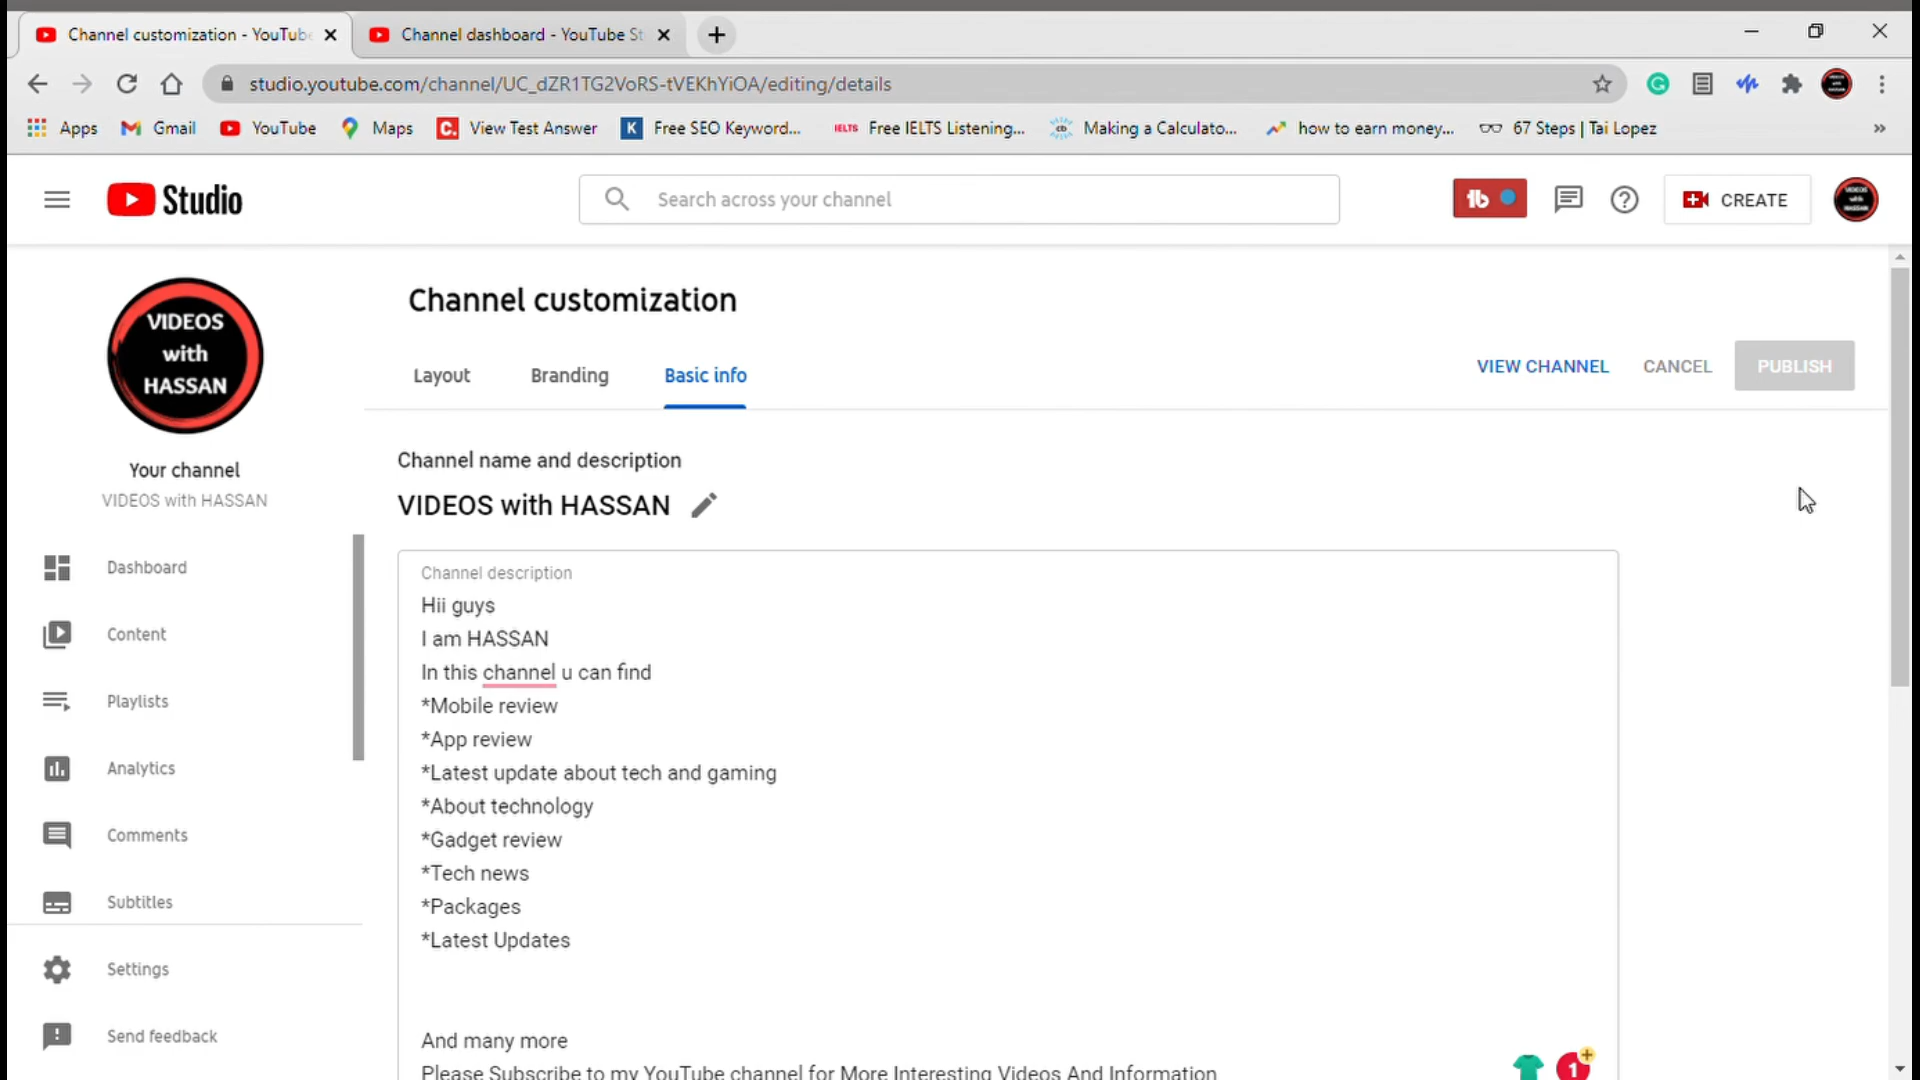 Channel customization - YouTube
Channel dashboard - YouTube St
studio.youtube.com/channel/UC_dZR1TG2VoRS-tVEKhYiOA/editing/details
Apps
Gmail
YouTube
Maps
C.
View Test Answer
K
Free SEO Keyword...
IELTS
Free IELTS Listening...
Making a Calculato...
how to earn money...
67 Steps | Tai Lopez
»
Studio
Search across your channel
tb
CREATE
VIDEOS
with
HASSAN
Channel customization
Layout
Branding
Basic info
VIEW CHANNEL
CANCEL
PUBLISH
Your channel
VIDEOS with HASSAN
Dashboard
Content
Playlists
Analytics
Comments
Subtitles
Settings
Send feedback
Channel name and description
VIDEOS with HASSAN
Channel description
Hii guys
I am HASSAN
In this channel u can find
*Mobile review
*App review
*Latest update about tech and gaming
*About technology
*Gadget review
*Tech news
*Packages
*Latest Updates
And many more
Please Subscribe to my YouTube channel for More Interesting Videos And Information
1